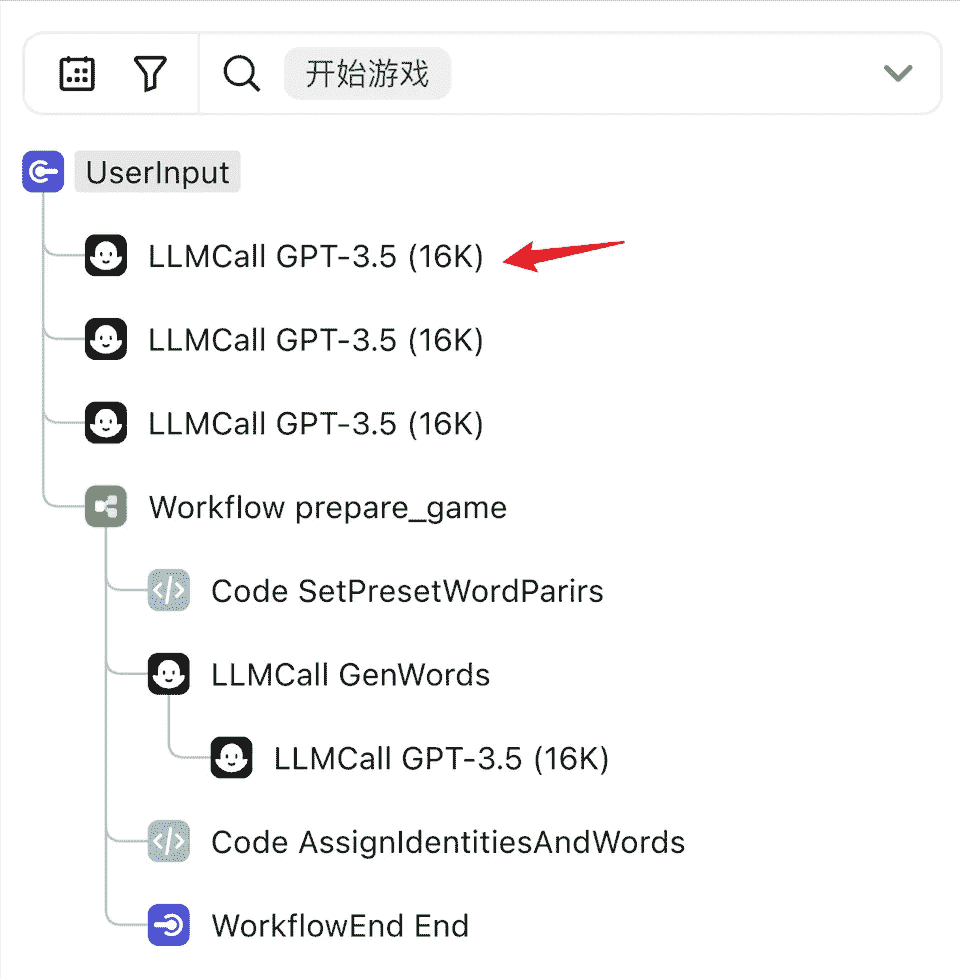 开始游戏
UserInput
LLMCall GPT-3.5 (16K)
LLMCall GPT-3.5 (16K)
LLMCall GPT-3.5 (16K)
Workflow prepare_game
Code SetPresetWordParirs
LLMCall GenWords
LLMCall GPT-3.5 (16K)
Code AssignIdentitiesAndWords
WorkflowEnd End